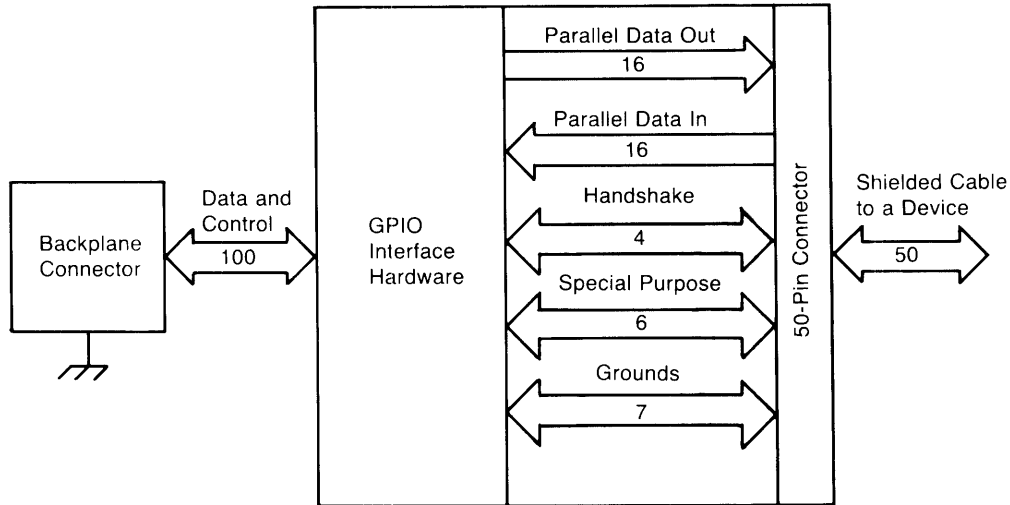 Backplane
Connector
Data and
Control
100
GPIO
Interface
Hardware
Parallel Data Out
16
Parallel Data In
16
Handshake
4
Special Purpose
6
Grounds
7
50-Pin Connector
Shielded Cable
to a Device
50